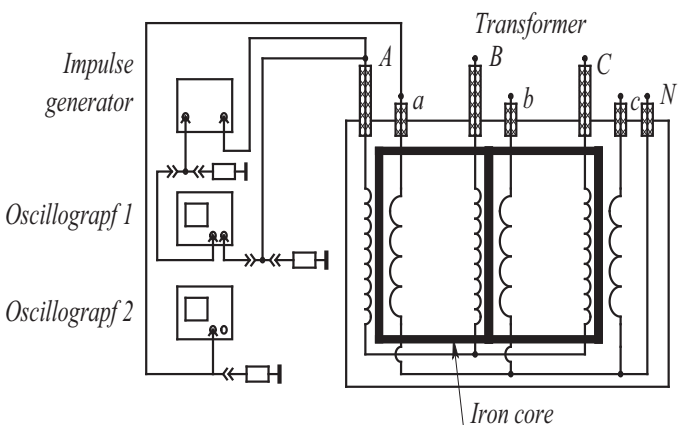 Transformer
Impulse
generator
A
B
C
a
b
c
N
Oscillograpf 1
Oscillograpf 2
Iron core